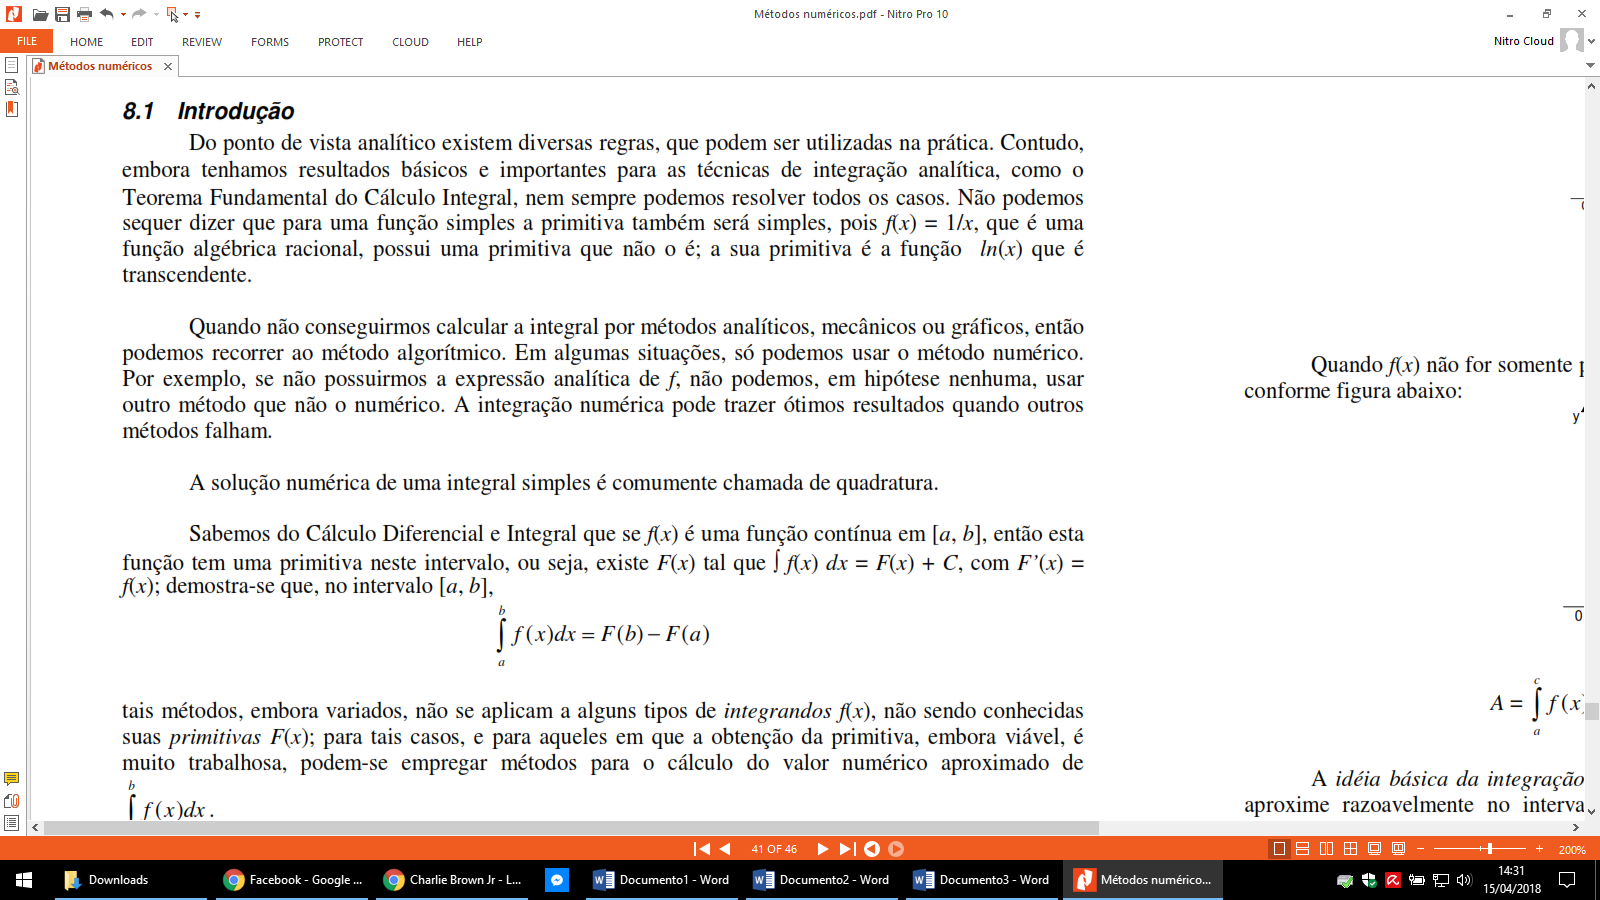 Métodos numéricos.pdf - Nitro Pro 10
FILE HOME EDIT REVIEW FORMS PROTECT CLOUD HELP
Nitro Cloud
Métodos numéricos
8.1 Introdução
Do ponto de vista analítico existem diversas regras, que podem ser utilizadas na prática. Contudo,
embora tenhamos resultados básicos e importantes para as técnicas de integração analítica, como o
Teorema Fundamental do Cálculo Integral, nem sempre podemos resolver todos os casos. Não podemos
sequer dizer que para uma função simples a primitiva também será simples, pois f(x) = 1/x, que é uma
função algébrica racional, possui uma primitiva que não o é; a sua primitiva é a função ln(x) que é
transcendente.
Quando não conseguirmos calcular a integral por métodos analíticos, mecânicos ou gráficos, então
podemos recorrer ao método algorítmico. Em algumas situações, só podemos usar o método numérico.
Por exemplo, se não possuirmos a expressão analítica de f, não podemos, em hipótese nenhuma, usar
outro método que não o numérico. A integração numérica pode trazer ótimos resultados quando outros
métodos falham.
A solução numérica de uma integral simples é comumente chamada de quadratura.
Sabemos do Cálculo Diferencial e Integral que se f(x) é uma função contínua em [a, b], então esta
função tem uma primitiva neste intervalo, ou seja, existe F(x) tal que ∫ f(x) dx = F(x) + C, com F’(x) =
f(x); demostra-se que, no intervalo [a, b],
b
∫ f(x)dx = F(b) − F(a)
a
tais métodos, embora variados, não se aplicam a alguns tipos de integrandos f(x), não sendo conhecidas
suas primitivas F(x); para tais casos, e para aqueles em que a obtenção da primitiva, embora viável, é
muito trabalhosa, podem-se empregar métodos para o cálculo do valor numérico aproximado de
b
∫ f(x)dx .
Quando f(x) não for somente
conforme figura abaixo:
y
0
c
A = ∫ f(x)
a
A idéia básica da integração
aproxime razoavelmente no
41 OF 46
200%
Downloads
Facebook - Google ...
Charlie Brown Jr - L...
Documento1 - Word
Documento2 - Word
Documento3 - Word
Métodos numérico...
14:31
15/04/2018